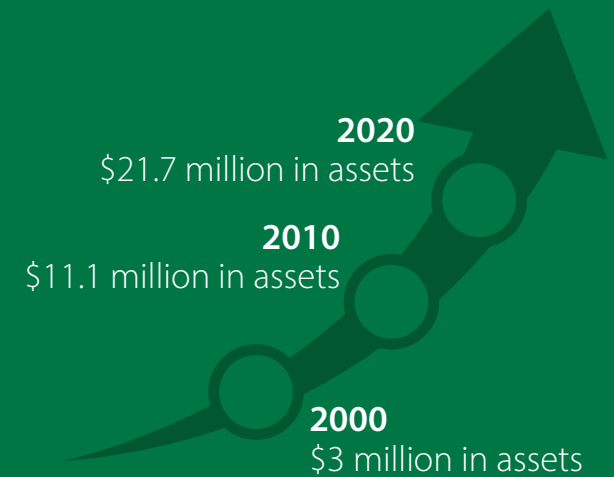 2020
$21.7 million in assets
2010
$11.1 million in assets
2000
$3 million in assets